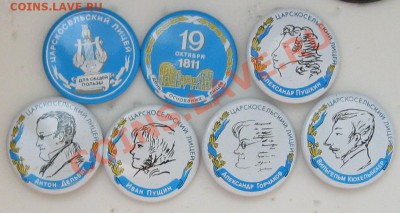 COINS.LAVE.RU
ЦАРСКОСЕЛЬСКИЙ ЛИЦЕЙ
ДЛЯ ОБЩЕЙ
ПОЛЬЗЫ
19
ОКТЯБРЯ
1811
ЦАРСКОСЕЛЬСКИЙ ЛИЦЕЙ
АЛЕКСАНДР ПУШКИН
ЦАРСКОСЕЛЬСКИЙ ЛИЦЕЙ
АНТОН
ЦАРСКОСЕЛЬСКИЙ ЛИЦЕЙ
ИВАН ПУЩИН
ЦАРСКОСЕЛЬСКИЙ ЛИЦЕЙ
АЛЕКСАНДР ГОРЧАКОВ
ЦАРСКОСЕЛЬСКИЙ ЛИЦЕЙ
ВИЛЬГЕЛЬМ КЮХЕЛЬБЕКЕР